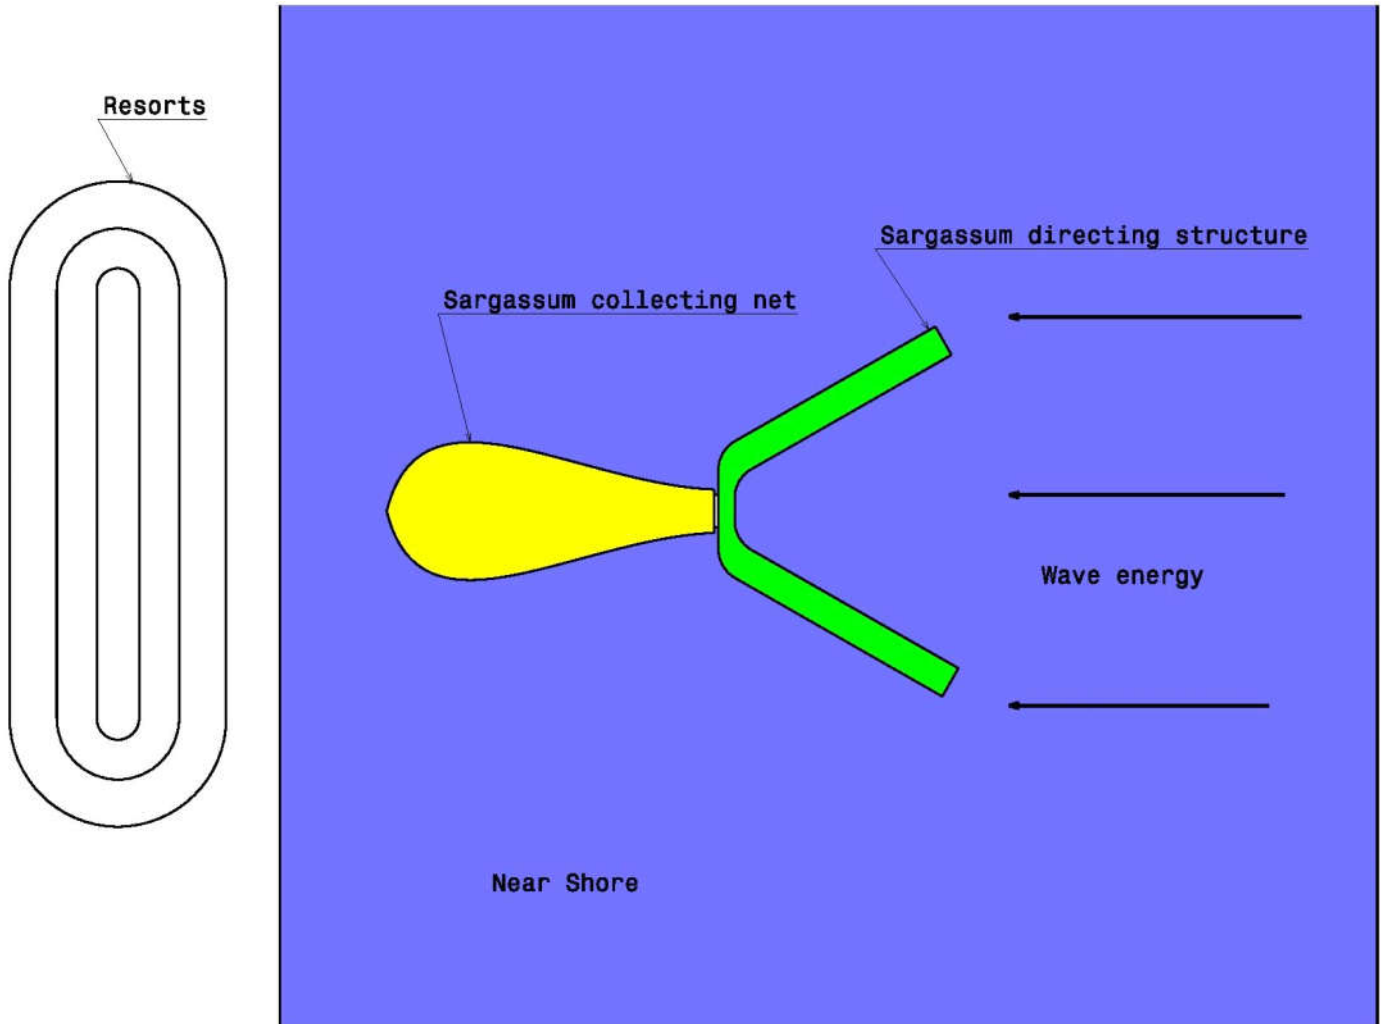 Resorts
Sargassum directing structure
Sargassum collecting net
Wave energy
Near Shore